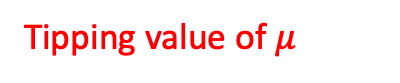 Tipping value of 𝜇